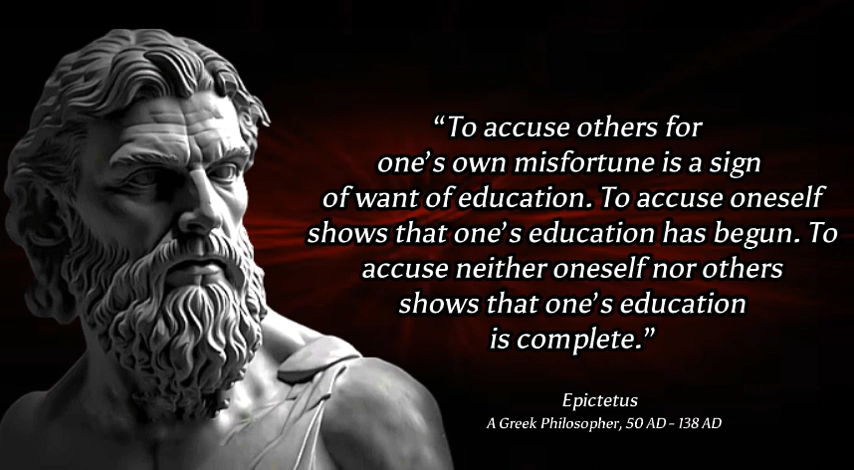 “To accuse others for
one’s own misfortune is a sign
of want of education. To accuse oneself
shows that one’s education has begun. To
accuse neither oneself nor others
shows that one’s education
is complete.”
Epictetus
A Greek Philosopher, 50 AD - 138 AD